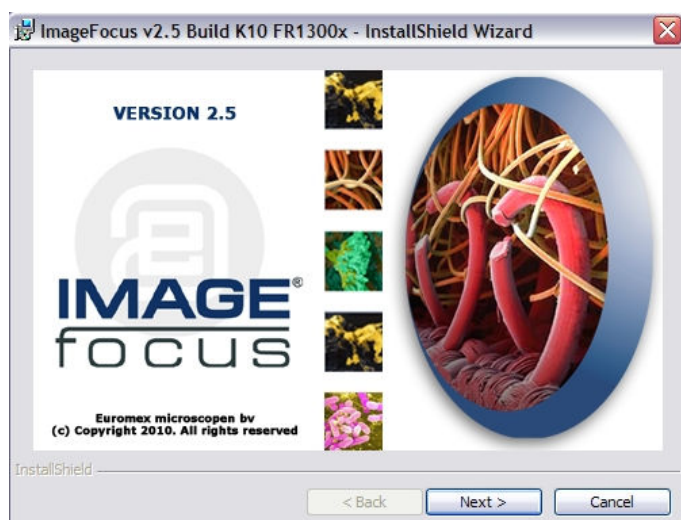 ImageFocus v2.5 Build K10 FR1300x - InstallShield Wizard
VERSION 2.5
IMAGE®
focus
Euromex microscopen bv
(c) Copyright 2010. All rights reserved
InstallShield
< Back
Next >
Cancel